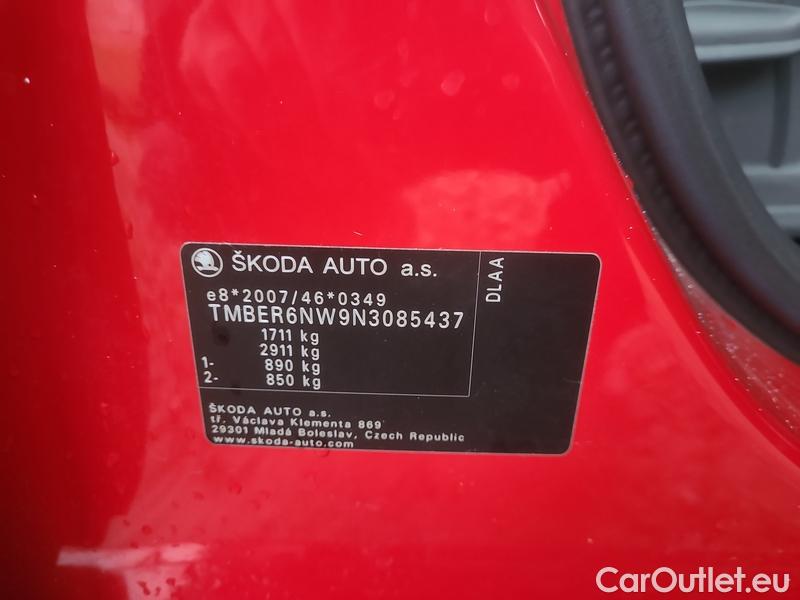 ŠKODA AUTO a.s.
e8*2007/46*0349
TMBER6NW9N3085437
1711 kg
2911 kg
1- 890 kg
2- 850 kg
DLAA
ŠKODA AUTO a.s.
tř. Václava Klementa 869
29301 Mladá Boleslav, Czech Republic
www.skoda-auto.com
CarOutlet.eu